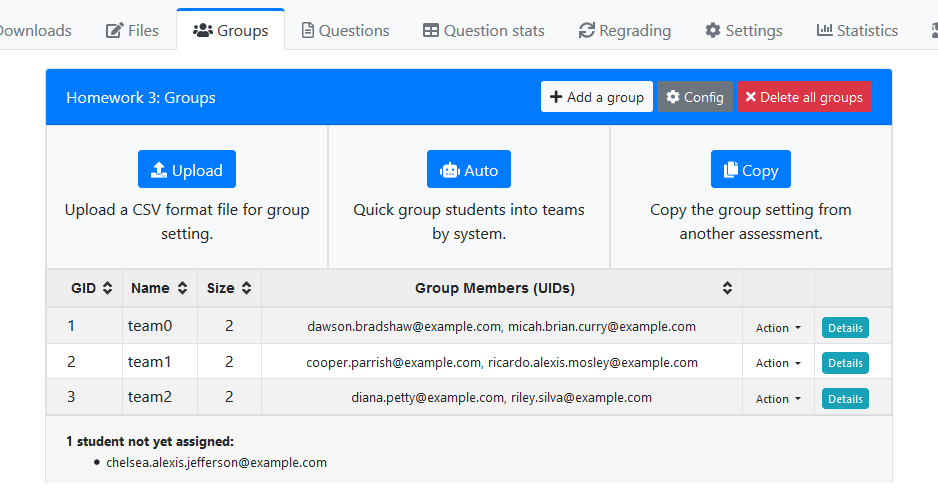 Downloads Files Groups Questions Question stats Regrading Settings Statistics
Homework 3: Groups Add a group Config Delete all groups
Upload Auto Copy
Upload a CSV format file for group setting. Quick group students into teams by system. Copy the group setting from another assessment.
GID Name Size Group Members (UIDs)
1 team0 2 dawson.bradshaw@example.com, micah.brian.curry@example.com Action Details
2 team1 2 cooper.parrish@example.com, ricardo.alexis.mosley@example.com Action Details
3 team2 2 diana.petty@example.com, riley.silva@example.com Action Details
1 student not yet assigned:
• chelsea.alexis.jefferson@example.com